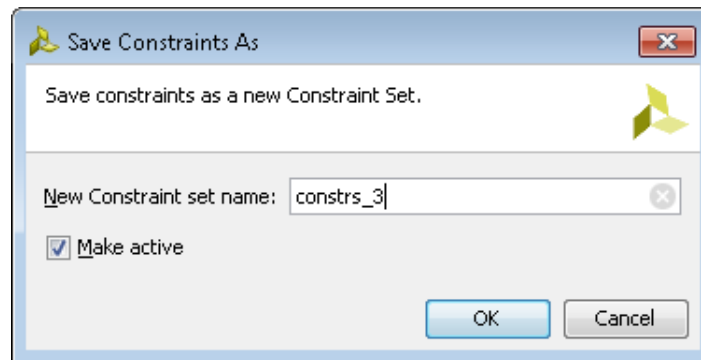 Save Constraints As
Save constraints as a new Constraint Set.
New Constraint set name: constrs_3
Make active
OK Cancel